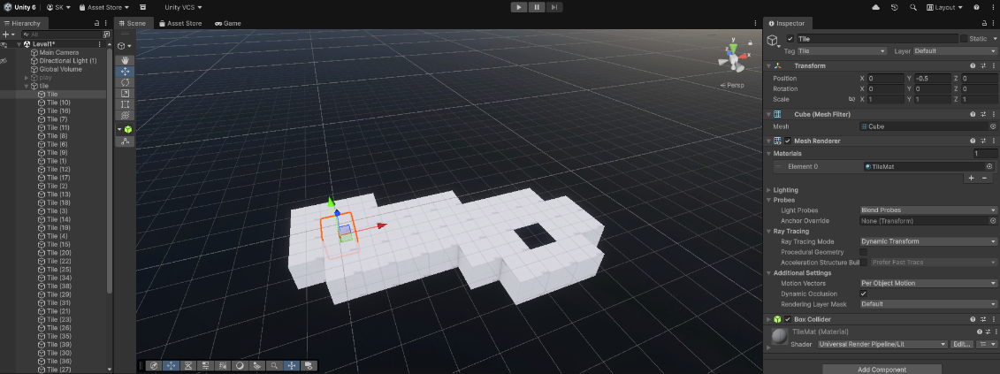 Unity 6 SK Asset Store Unity VCS Layout
Hierarchy
All
Level1*
Main Camera
Directional Light (1)
Global Volume
play
tile
Tile
Tile (10)
Tile (16)
Tile (7)
Tile (11)
Tile (8)
Tile (6)
Tile (9)
Tile (1)
Tile (12)
Tile (17)
Tile (2)
Tile (13)
Tile (18)
Tile (3)
Tile (14)
Tile (19)
Tile (4)
Tile (15)
Tile (20)
Tile (22)
Tile (25)
Tile (34)
Tile (38)
Tile (29)
Tile (31)
Tile (21)
Tile (23)
Tile (26)
Tile (35)
Tile (39)
Tile (30)
Tile (36)
Tile (27)
Scene Asset Store Game
y
x
Persp
Inspector
Tile Static
Tag Tile Layer Default
Transform
Position X 0 Y -0.5 Z 0
Rotation X 0 Y 0 Z 0
Scale X 1 Y 1 Z 1
Cube (Mesh Filter)
Mesh Cube
Mesh Renderer
Materials 1
Element 0 TileMat
Lighting
Probes
Light Probes Blend Probes
Anchor Override None (Transform)
Ray Tracing
Ray Tracing Mode Dynamic Transform
Procedural Geometry
Acceleration Structure Buil Prefer Fast Trace
Additional Settings
Motion Vectors Per Object Motion
Dynamic Occlusion
Rendering Layer Mask Default
Box Collider
TileMat (Material)
Shader Universal Render Pipeline/Lit Edit...
Add Component